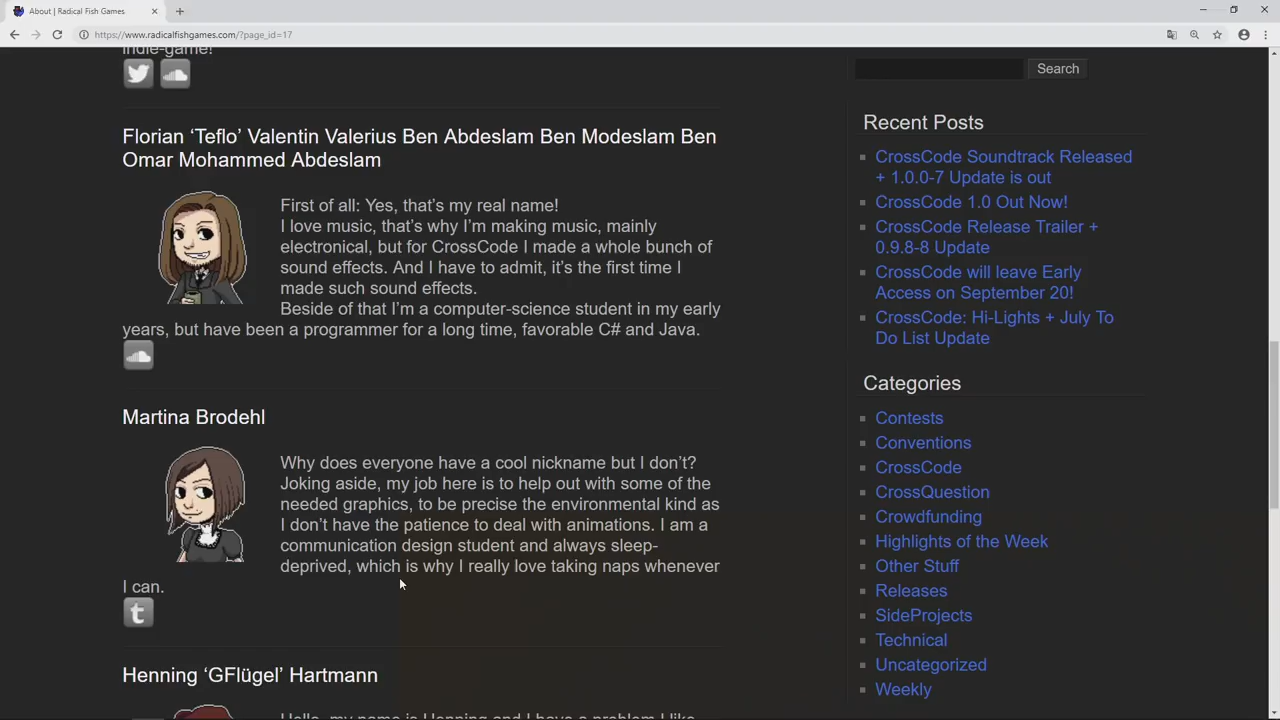 About | Radical Fish Games
https://www.radicalfishgames.com/?page_id=17
indie-game!
Florian ‘Teflo’ Valentin Valerius Ben Abdeslam Ben Modeslam Ben
Omar Mohammed Abdeslam
First of all: Yes, that’s my real name!
I love music, that’s why I’m making music, mainly
electronical, but for CrossCode I made a whole bunch of
sound effects. And I have to admit, it’s the first time I
made such sound effects.
Beside of that I’m a computer-science student in my early
years, but have been a programmer for a long time, favorable C# and Java.
Martina Brodehl
Why does everyone have a cool nickname but I don’t?
Joking aside, my job here is to help out with some of the
needed graphics, to be precise the environmental kind as
I don’t have the patience to deal with animations. I am a
communication design student and always sleep-
deprived, which is why I really love taking naps whenever
I can.
t
Henning ‘GFlügel’ Hartmann
Hello, my name is Henning and I have a problem I like
Search
Recent Posts
CrossCode Soundtrack Released
+ 1.0.0-7 Update is out
CrossCode 1.0 Out Now!
CrossCode Release Trailer +
0.9.8-8 Update
CrossCode will leave Early
Access on September 20!
CrossCode: Hi-Lights + July To
Do List Update
Categories
Contests
Conventions
CrossCode
CrossQuestion
Crowdfunding
Highlights of the Week
Other Stuff
Releases
SideProjects
Technical
Uncategorized
Weekly